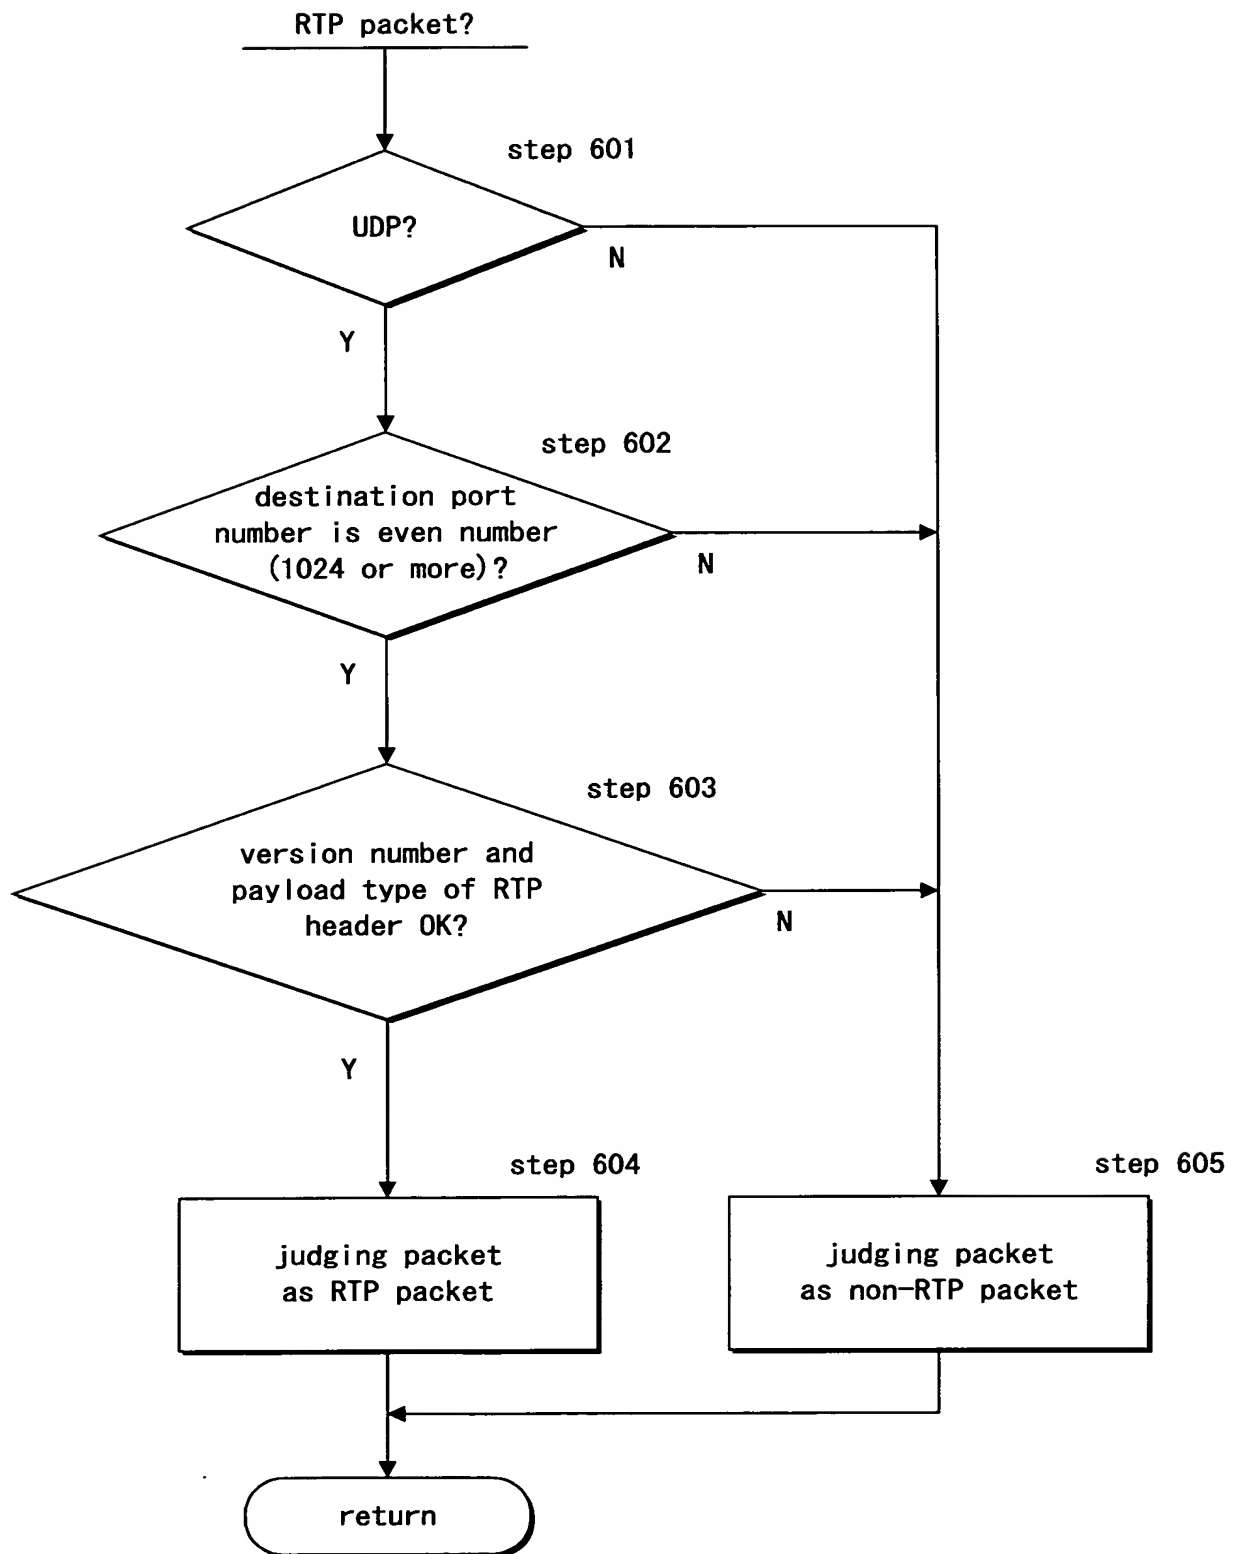 RTP packet?
step 601
UDP?
N
Y
step 602
destination port
number is even number
(1024 or more)?
N
Y
step 603
version number and
payload type of RTP
header OK?
N
Y
step 604
step 605
judging packet
as RTP packet
judging packet
as non-RTP packet
return